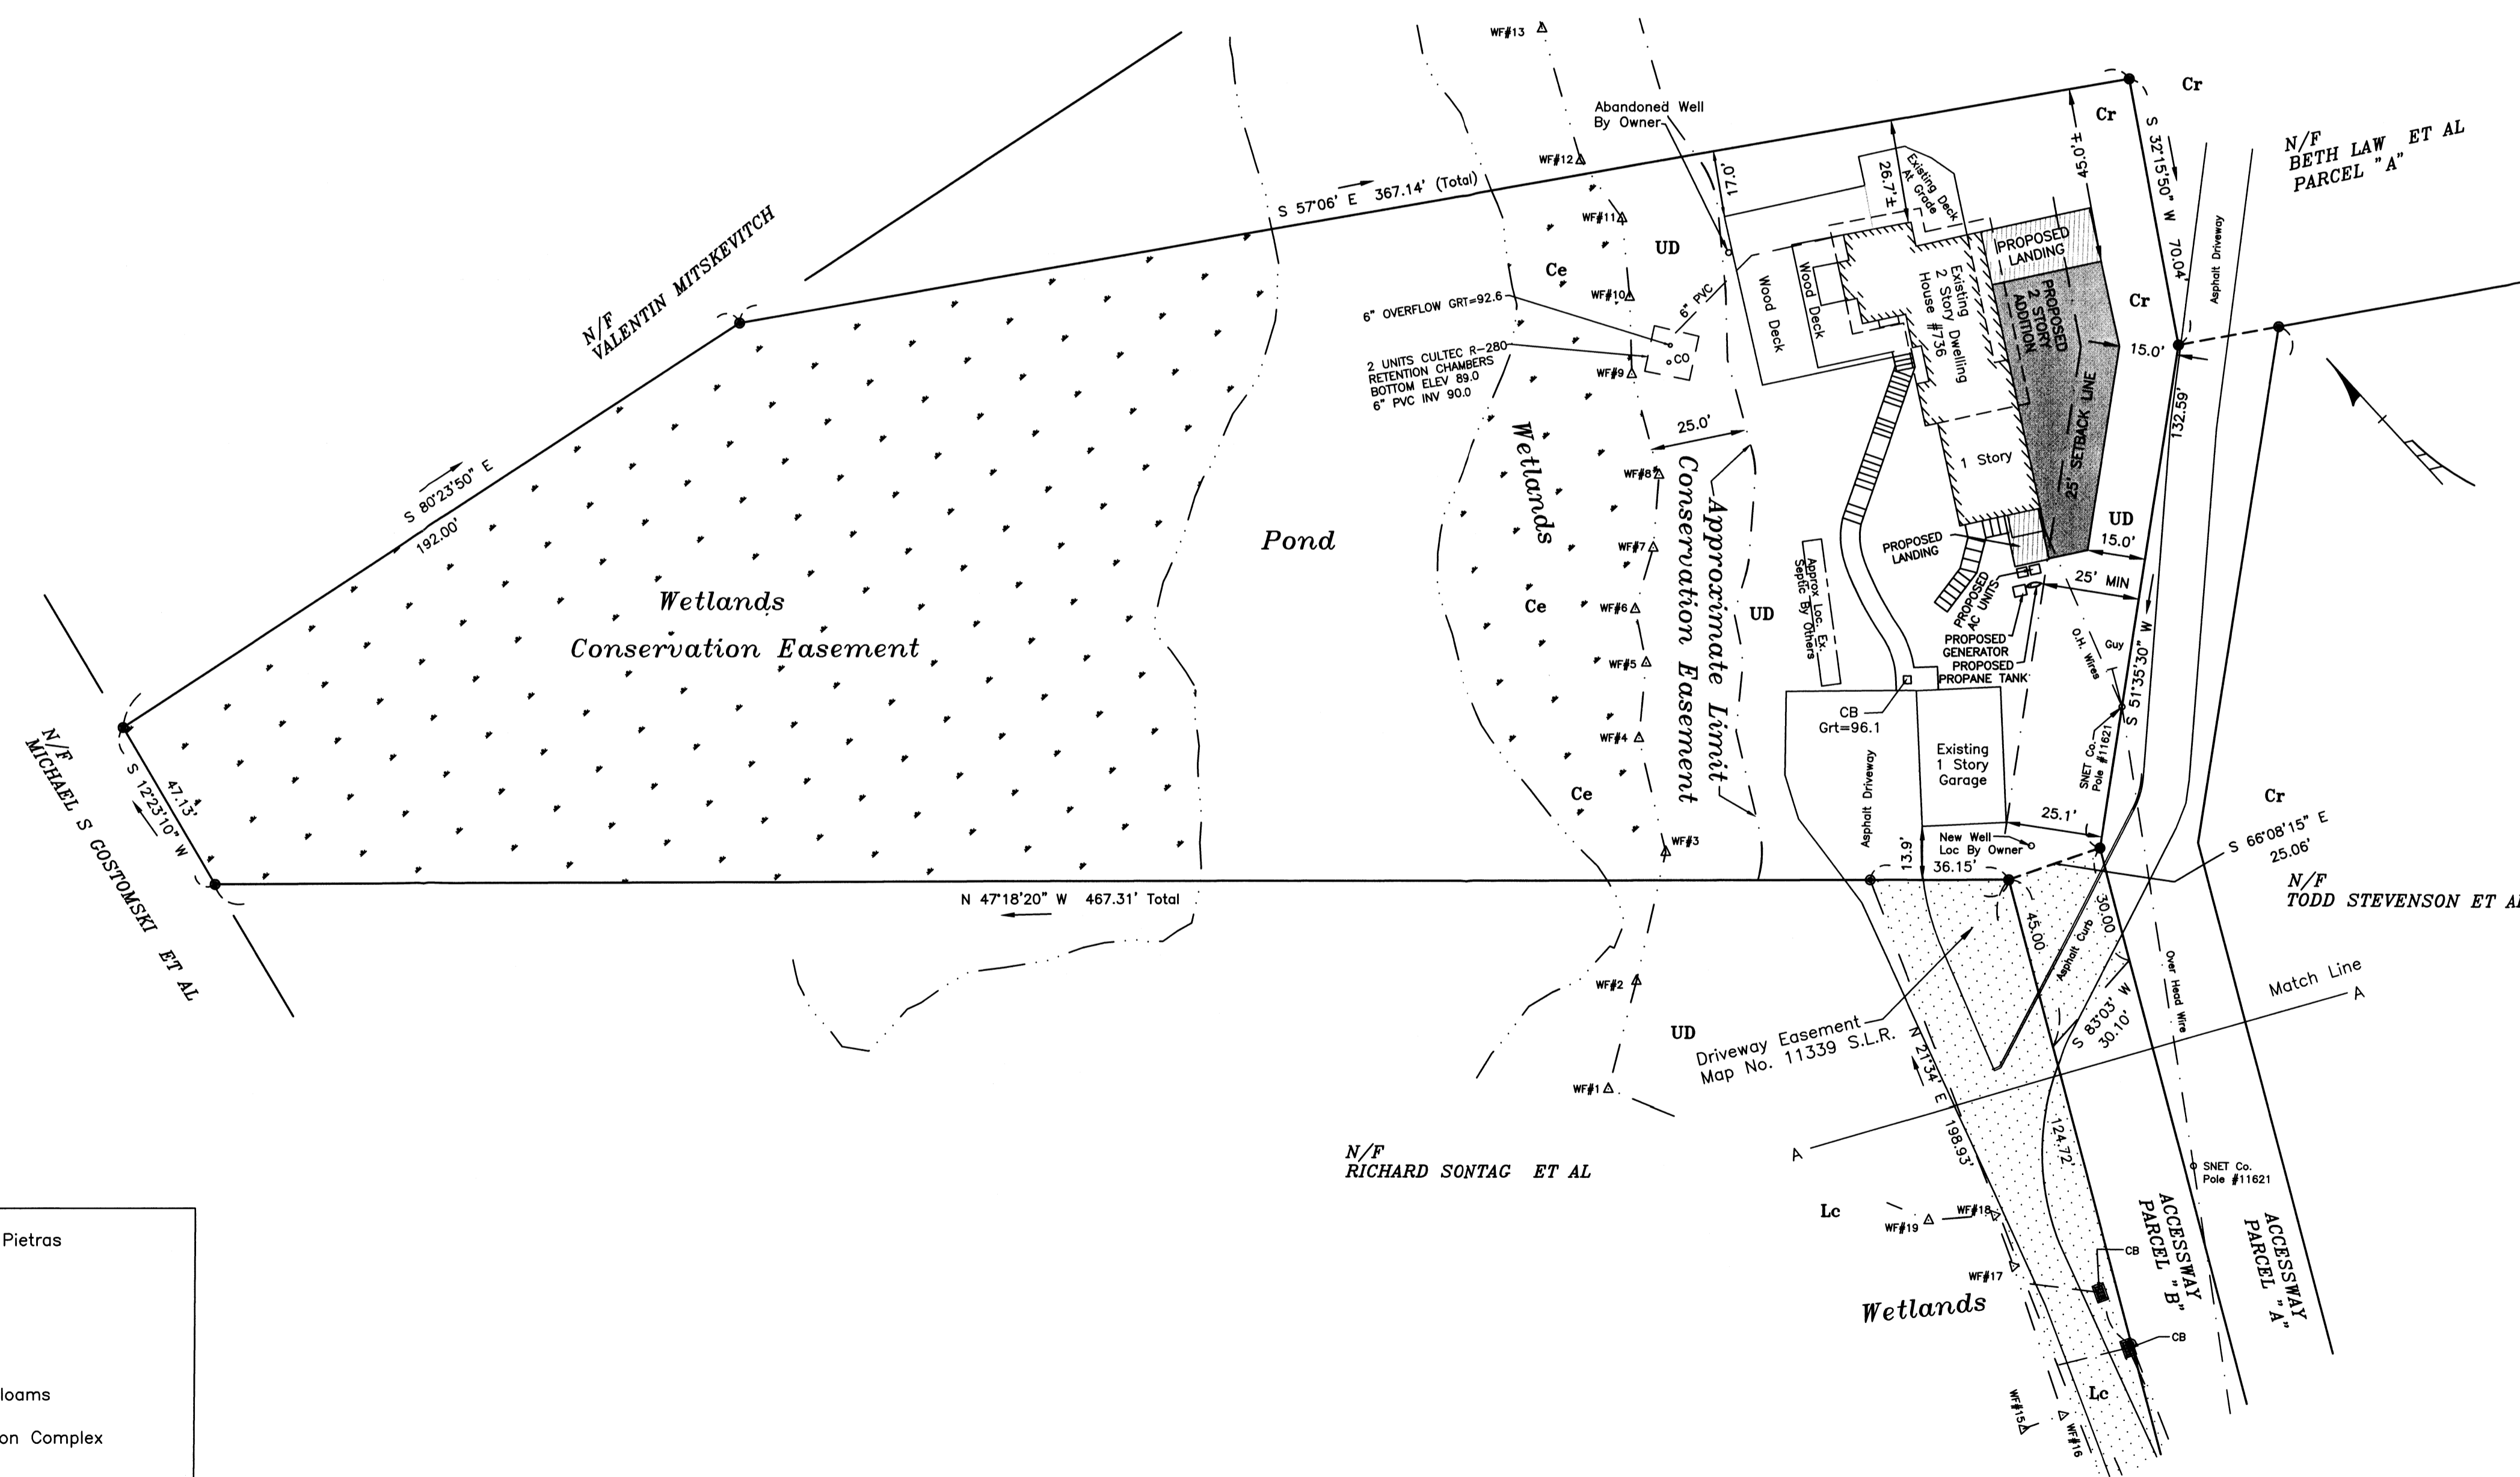 WF#13
Abandoned Well
By Owner
WF#12
Cr
Cr
S 32°15'50" W 70.04'
45.0'±
N/F
BETH LAW ET AL
PARCEL "A"
S 57°06' E 367.14' (Total)
17.0'
26.7'±
Existing Deck
At Grade
Asphalt Driveway
N/F
VALENTIN MITSKEVITCH
WF#11
UD
PROPOSED
LANDING
Ce
WF#10
6" PVC
Wood Deck
Wood Deck
Existing
2 Story Dwelling
House #736
PROPOSED
2 STORY
ADDITION
Cr
15.0'
6" OVERFLOW GRT=92.6
2 UNITS CULTEC R-280
RETENTION CHAMBERS
BOTTOM ELEV 89.0
6" PVC INV 90.0
CO
WF#9
132.59'
25.0'
25' SETBACK LINE
1 Story
Wetlands
WF#8
S 80°23'50" E
192.00'
Pond
WF#7
Approximate Limit
Conservation Easement
UD
15.0'
PROPOSED
LANDING
25' MIN
PROPOSED
AC UNITS
Approx Loc. Ex.
Septic By Others
Wetlands
Conservation Easement
Ce
WF#6
UD
O.H. Wires
Guy
PROPOSED
GENERATOR
PROPOSED
PROPANE TANK
WF#5
S 51°35'30" W
CB
Grt=96.1
WF#4
SNET Co.
Pole #11621
Existing
1 Story
Garage
Asphalt Driveway
N/F
MICHAEL S GOSTOMSKI ET AL
47.13'
S 12°23'10" W
Ce
25.1'
Cr
S 66°08'15" E
25.06'
WF#3
New Well
Loc By Owner
13.9'
36.15'
N/F
TODD STEVENSON ET AL
N 47°18'20" W 467.31' Total
45.00
30.00
Asphalt Curb
Over Head Wire
WF#2
UD
Driveway Easement
Map No. 11339 S.L.R.
S 83°03' W
30.10'
Match Line
A
N 21°34' E
198.93'
WF#1
124.72'
A
N/F
RICHARD SONTAG ET AL
SNET Co.
Pole #11621
Lc
WF#19
WF#18
WF#17
ACCESSWAY
PARCEL "B"
ACCESSWAY
PARCEL "A"
CB
Wetlands
CB
Lc
WF#15
WF#16
Pietras
loams
on Complex